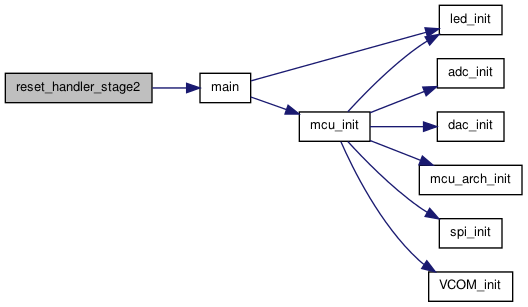 reset_handler_stage2
main
mcu_init
led_init
adc_init
dac_init
mcu_arch_init
spi_init
VCOM_init